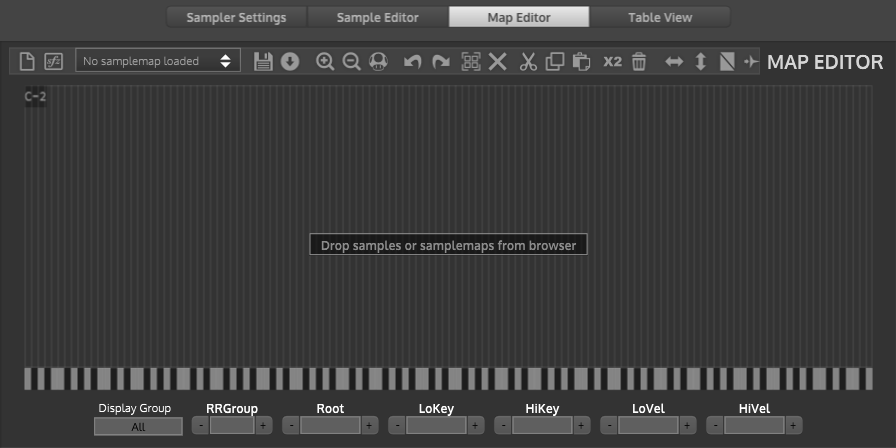 Sampler Settings Sample Editor Map Editor Table View
No samplemap loaded X2 MAP EDITOR
C-2
Drop samples or samplemaps from browser
Display Group RRGroup Root LoKey HiKey LoVel HiVel
All - + - + - + - + - + - +